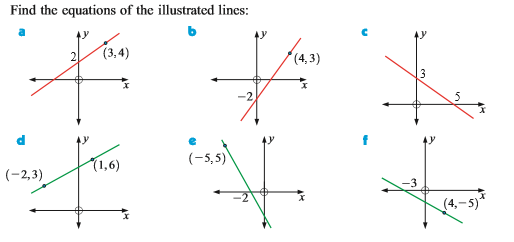 Find the equations of the illustrated lines:
a y b y c y
2 (3, 4) (4, 3) 3
x x 5
-2 x
d y e y f y
(1, 6) (-5, 5)
(-2, 3) -3
-2 x (4, -5) x
x